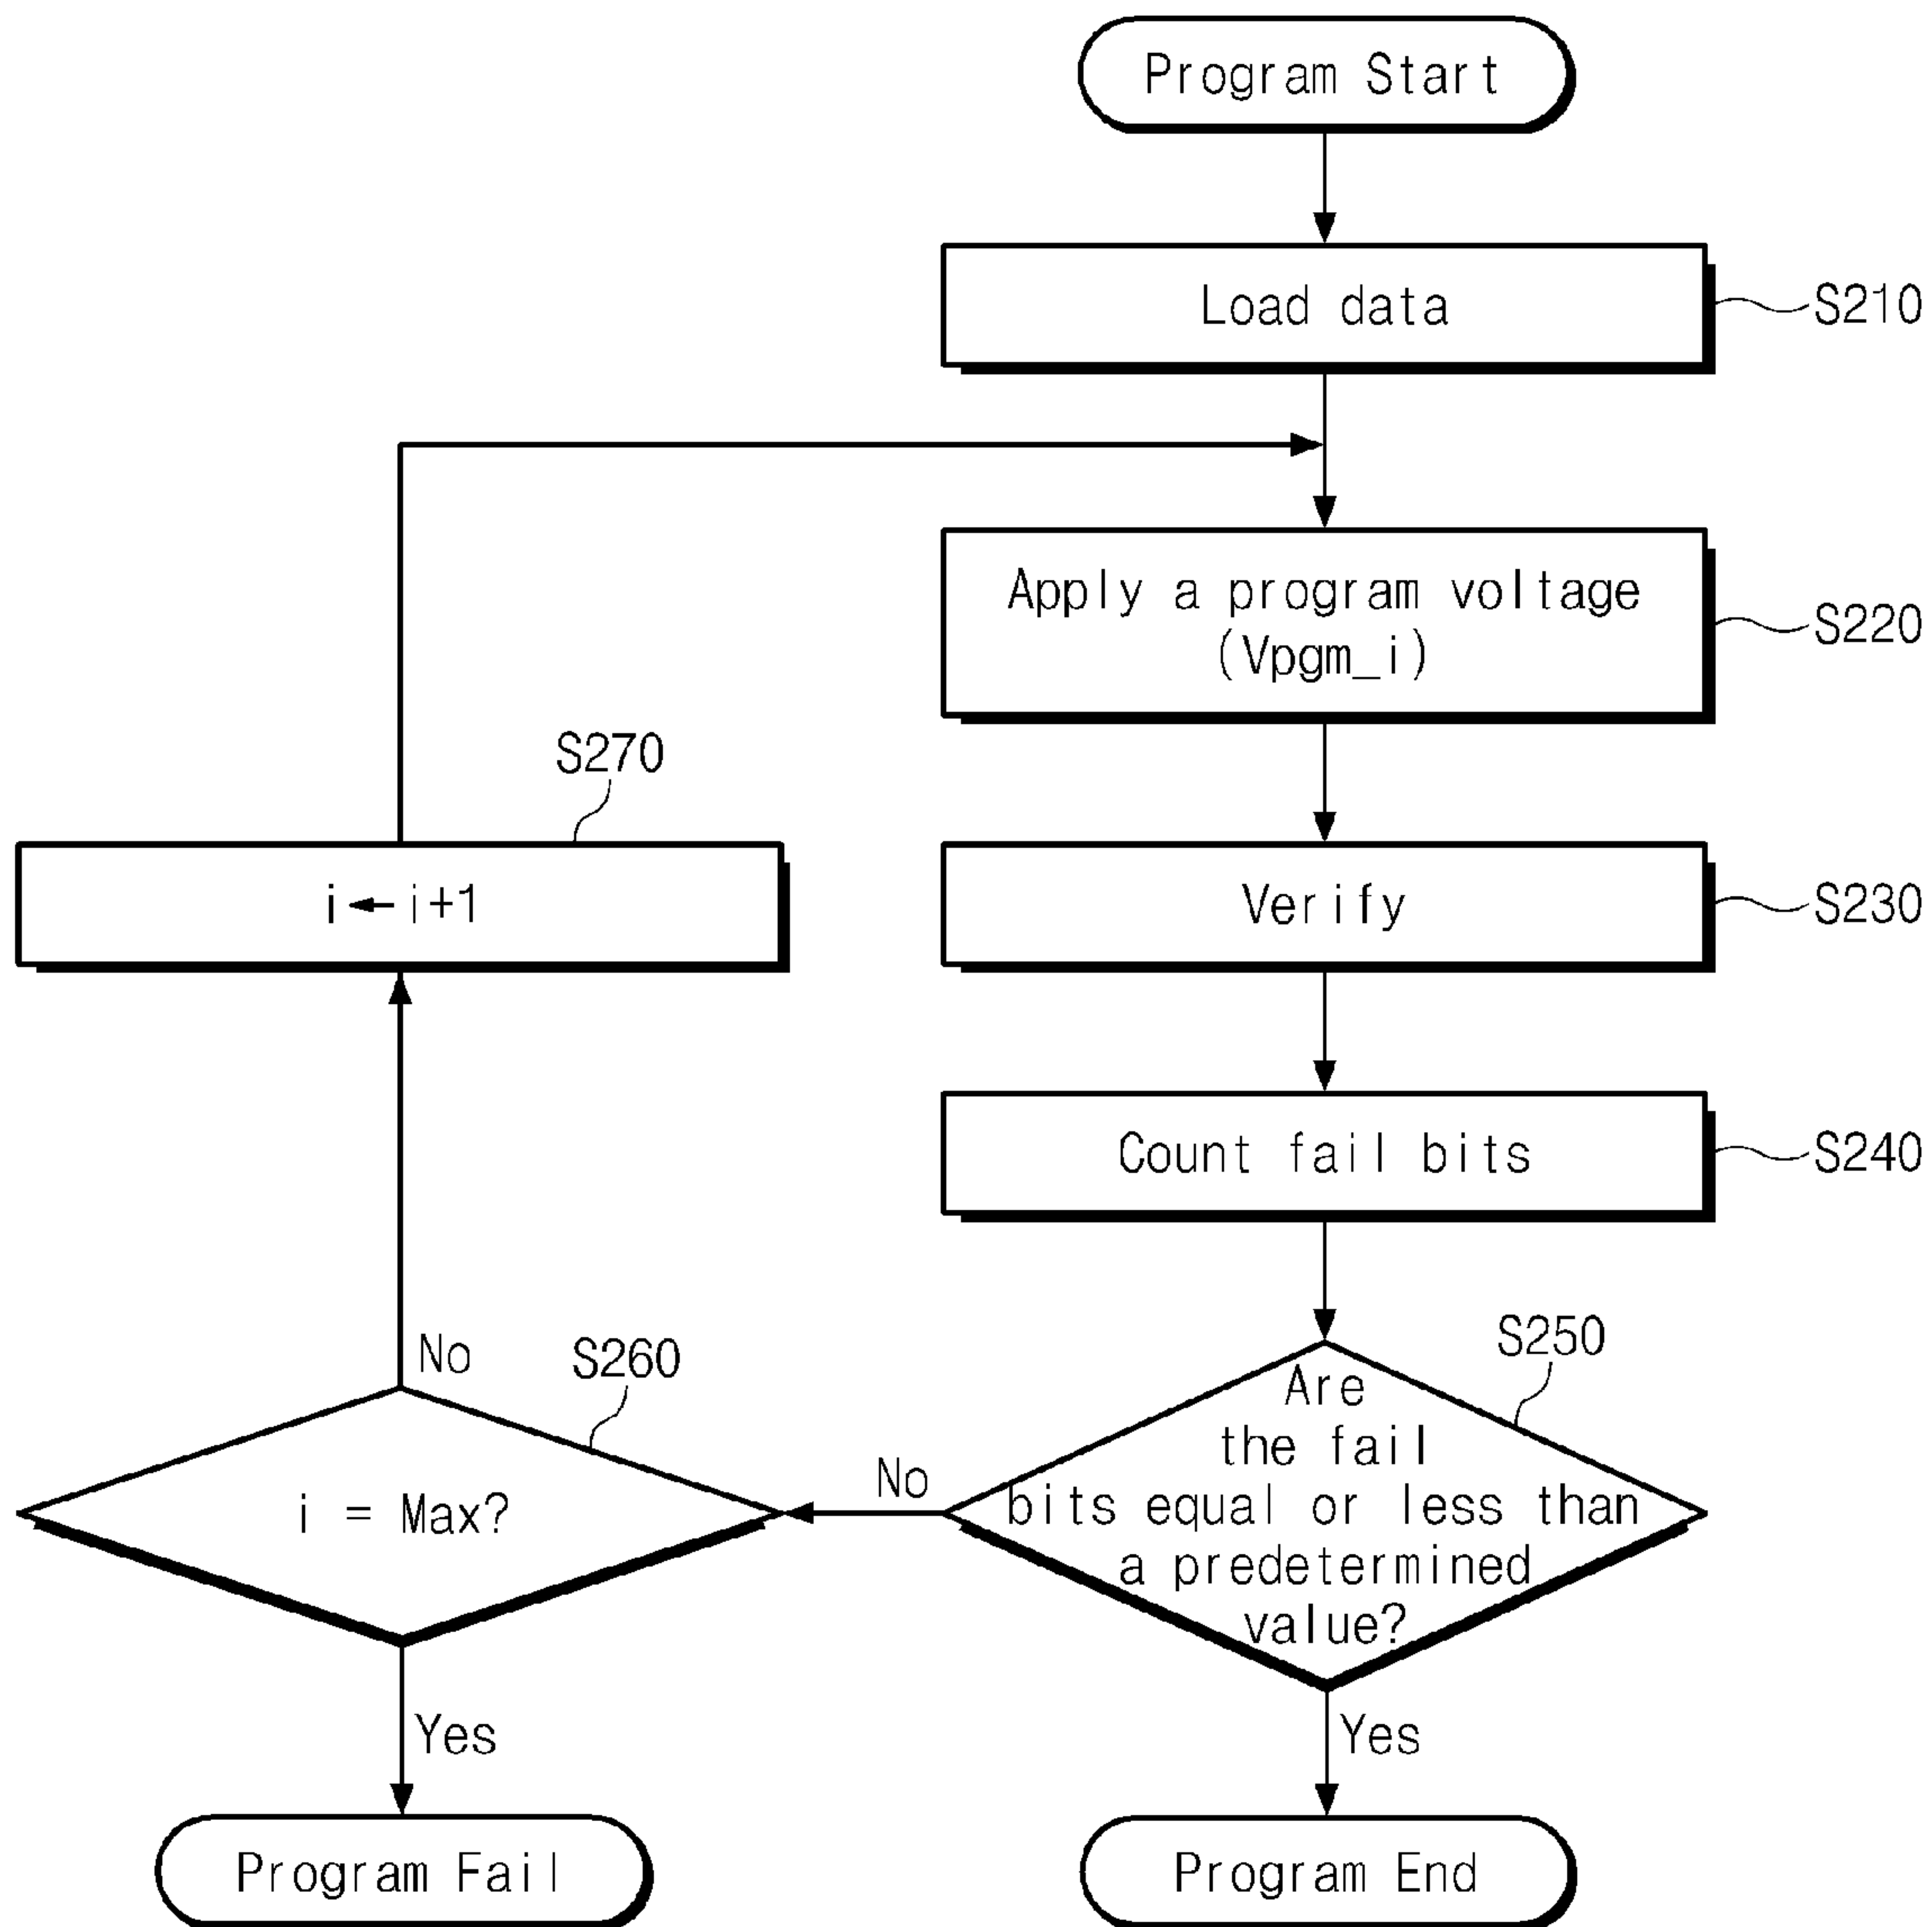 Program Start
Load data
S210
Apply a program voltage
(Vpgm_i)
S220
S270
i←i+1
Verify
S230
Count fail bits
S240
No
S260
i = Max?
No
S250
Are
the fail
bits equal or less than
a predetermined
value?
Yes
Yes
Program Fail
Program End